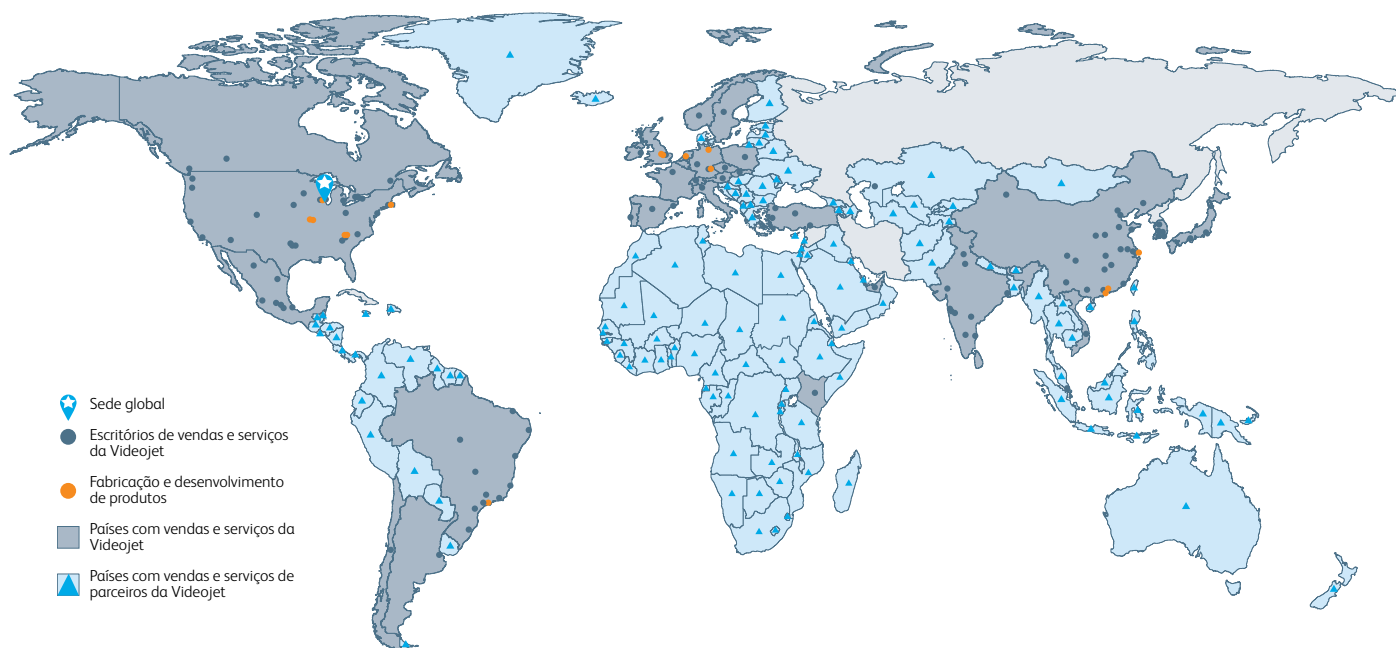 Sede global
Escritórios de vendas e serviços
da Videojet
Fabricação e desenvolvimento
de produtos
Países com vendas e serviços da
Videojet
Países com vendas e serviços de
parceiros da Videojet